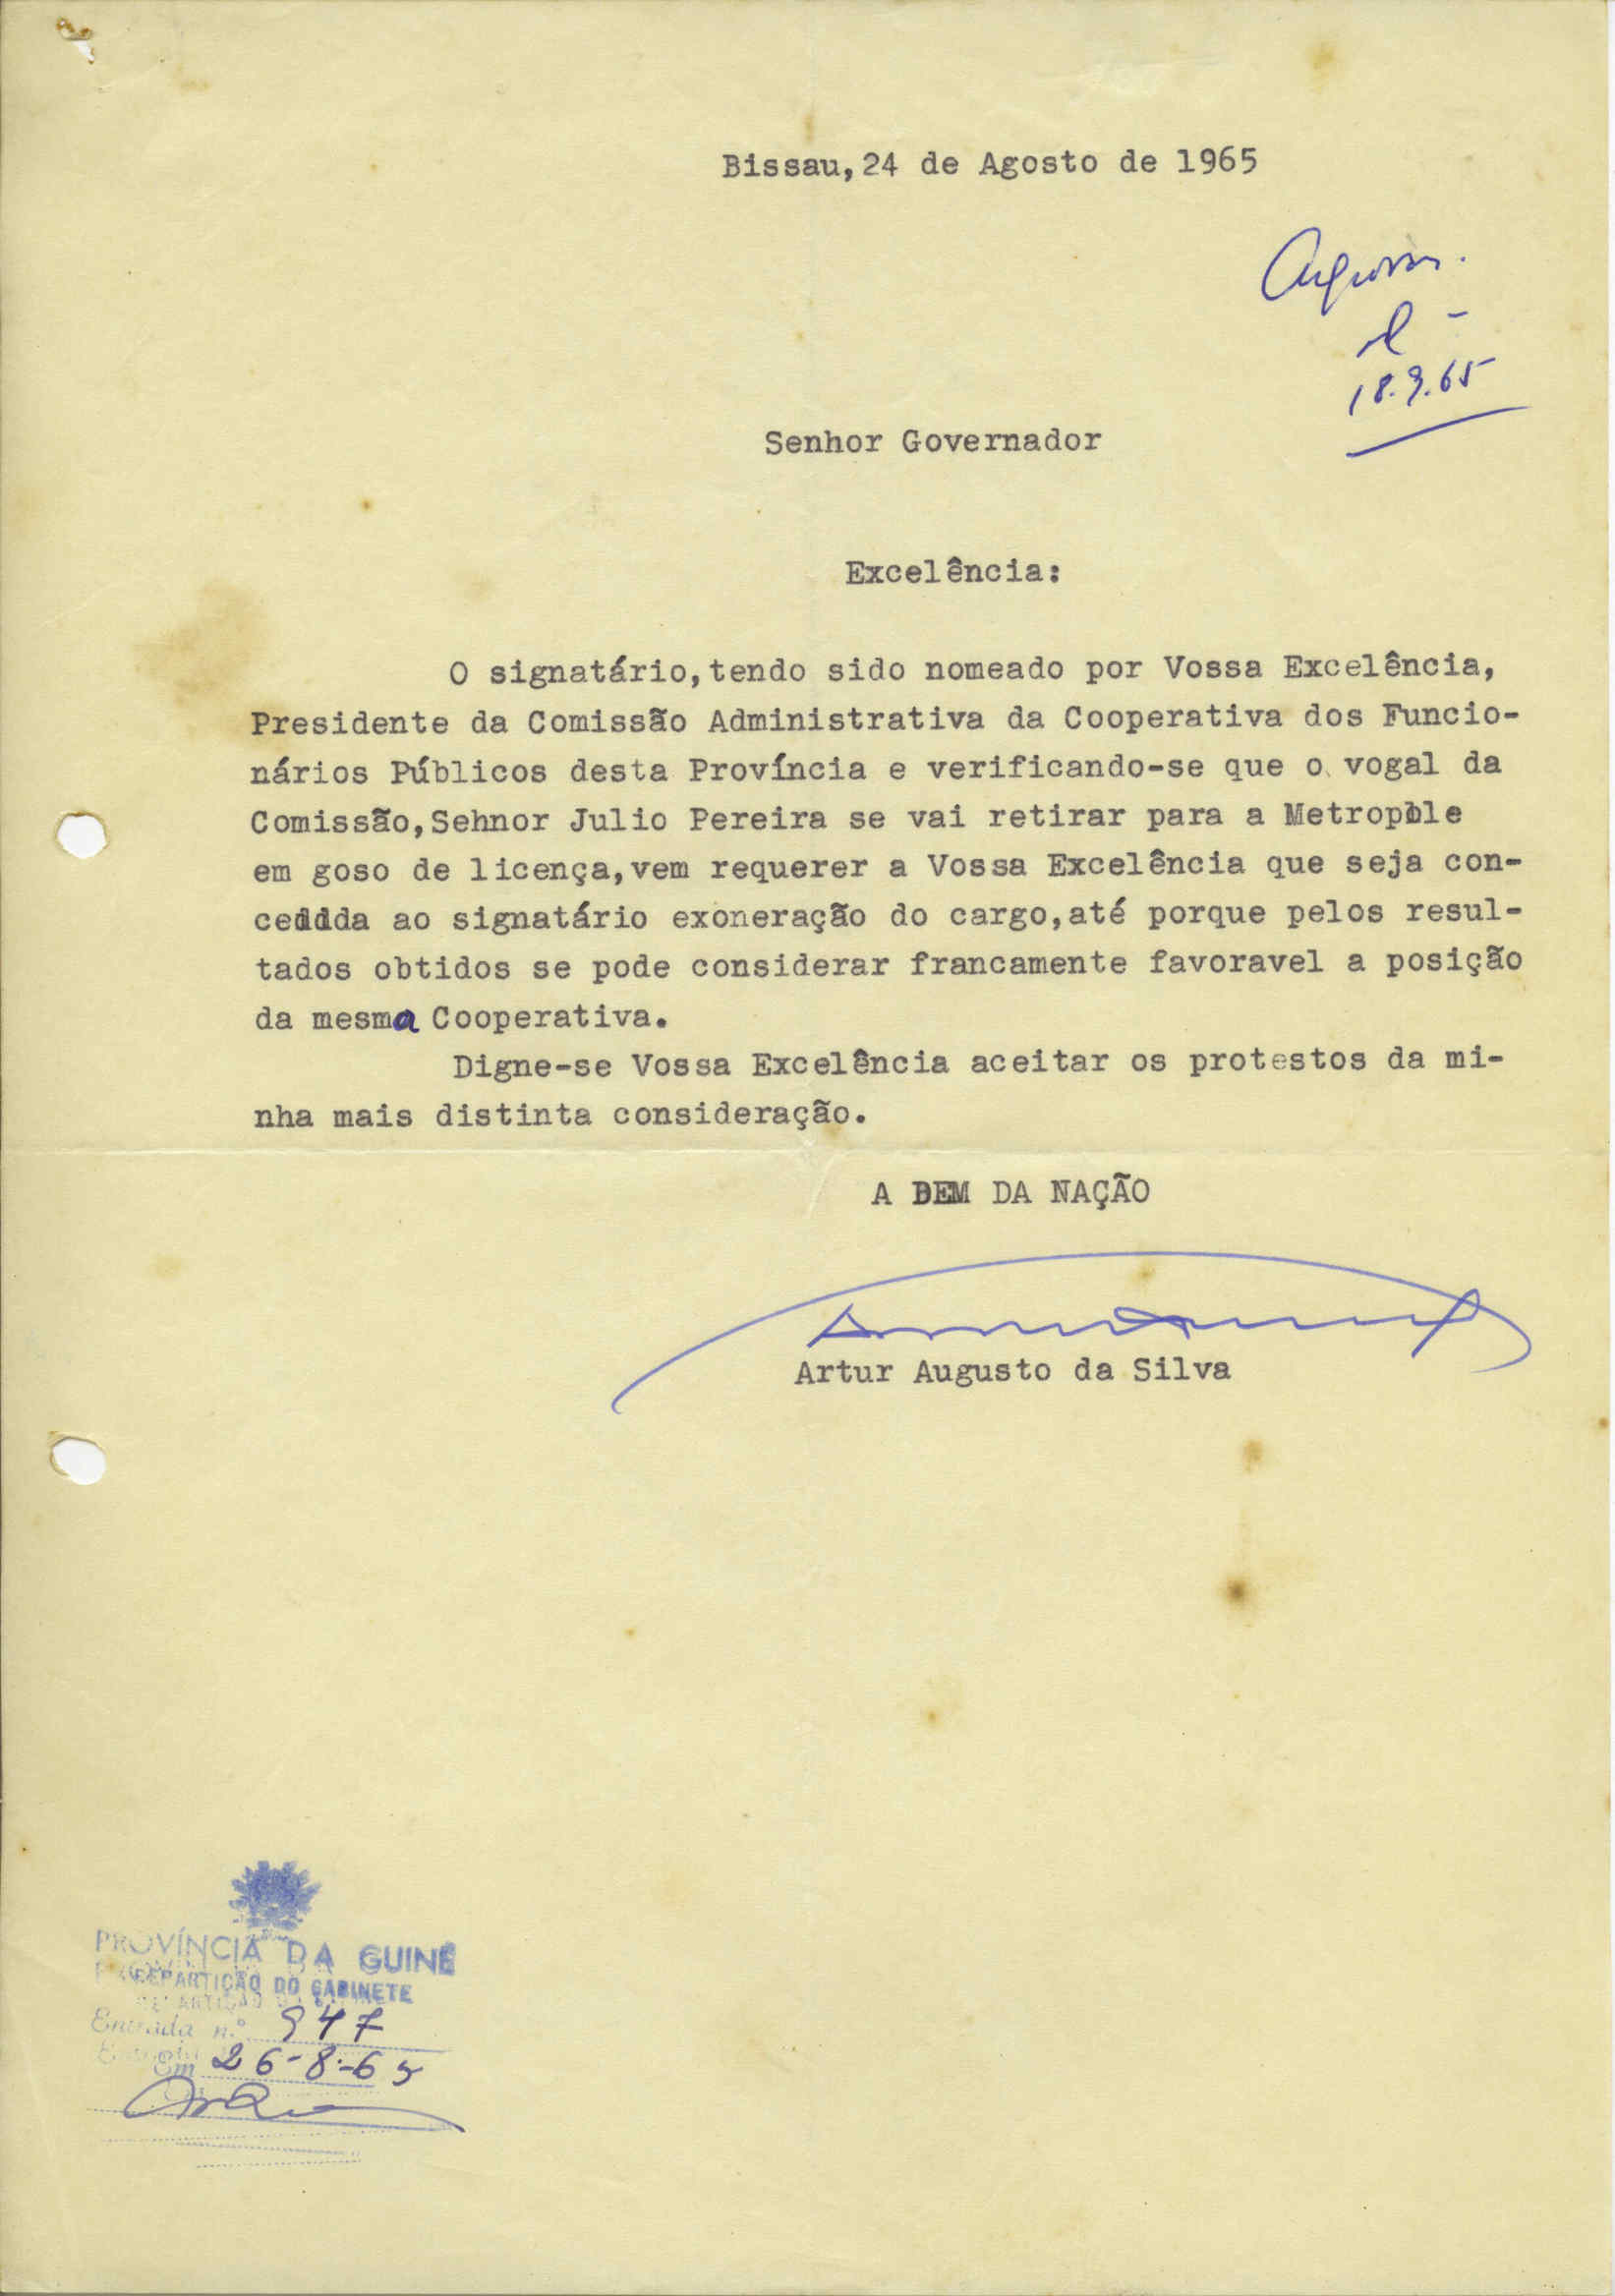 Bissau,24 de Agosto de 1965
18.9.65
Senhor Governador
Excelência:
O signatário,tendo sido nomeado por Vossa Excelência,
Presidente da Comissão Administrativa da Cooperativa dos Funcio-
nários Públicos desta Província e verificando-se que o vogal da
Comissão,Sehnor Julio Pereira se vai retirar para a Metropole
em goso de licença,vem requerer a Vossa Excelência que seja con-
cedida ao signatário exoneração do cargo,até porque pelos resul-
tados obtidos se pode considerar francamente favoravel a posição
da mesma Cooperativa.
Digne-se Vossa Excelência aceitar os protestos da mi-
nha mais distinta consideração.
A BEM DA NAÇÃO
Artur Augusto da Silva
PROVÍNCIA DA GUINÉ
REPARTIÇÃO DO GABINETE
Entrada n.º 947
Em 26-8-65